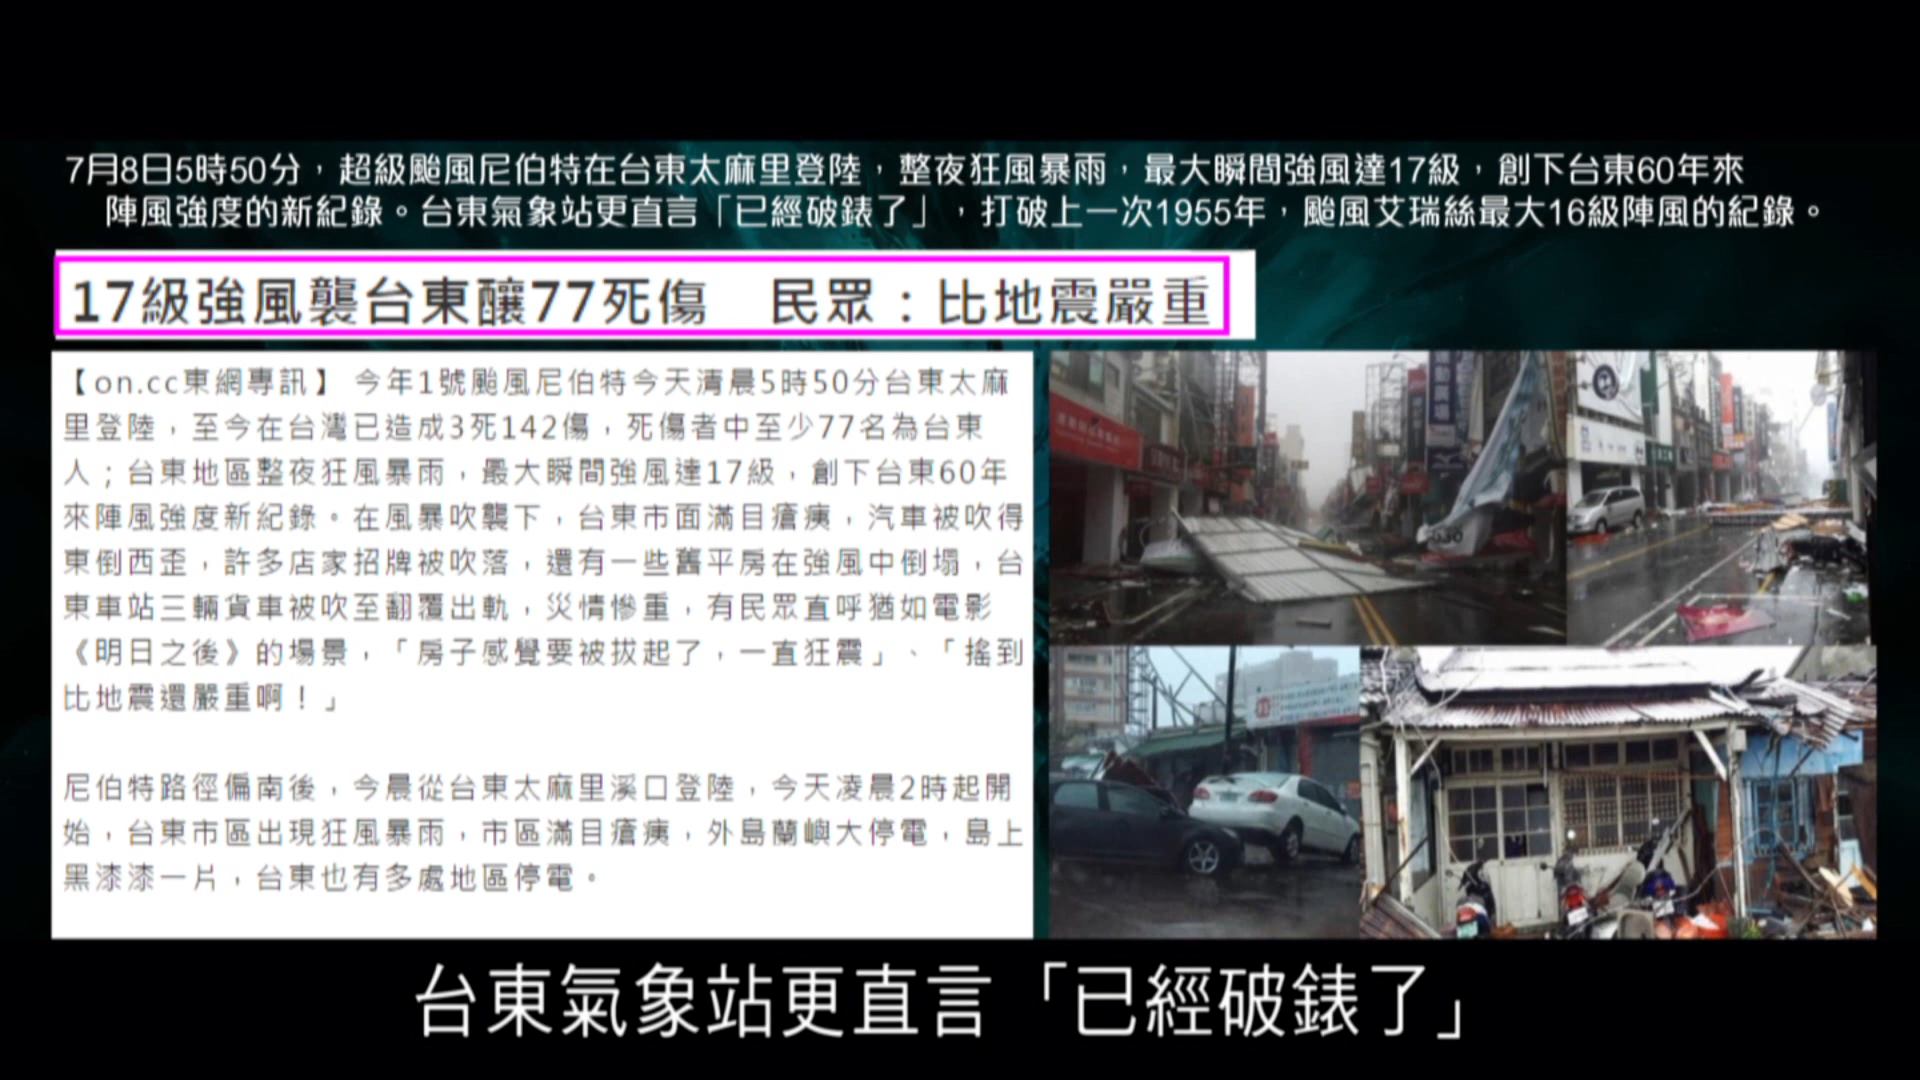 7月8日5時50分，超級颱風尼伯特在台東太麻里登陸，整夜狂風暴雨，最大瞬間強風達17級，創下台東60年來
陣風強度的新紀錄。台東氣象站更直言「已經破錶了」，打破上一次1955年，颱風艾瑞絲最大16級陣風的紀錄。
17級強風襲台東釀77死傷　民眾：比地震嚴重
【on.cc東網專訊】 今年1號颱風尼伯特今天清晨5時50分台東太麻
里登陸，至今在台灣已造成3死142傷，死傷者中至少77名為台東
人；台東地區整夜狂風暴雨，最大瞬間強風達17級，創下台東60年
來陣風強度新紀錄。在風暴吹襲下，台東市面滿目瘡痍，汽車被吹得
東倒西歪，許多店家招牌被吹落，還有一些舊平房在強風中倒塌，台
東車站三輛貨車被吹至翻覆出軌，災情慘重，有民眾直呼猶如電影
《明日之後》的場景，「房子感覺要被拔起了，一直狂震」、「搖到
比地震還嚴重啊！」
尼伯特路徑偏南後，今晨從台東太麻里溪口登陸，今天凌晨2時起開
始，台東市區出現狂風暴雨，市區滿目瘡痍，外島蘭嶼大停電，島上
黑漆漆一片，台東也有多處地區停電。
台東氣象站更直言「已經破錶了」